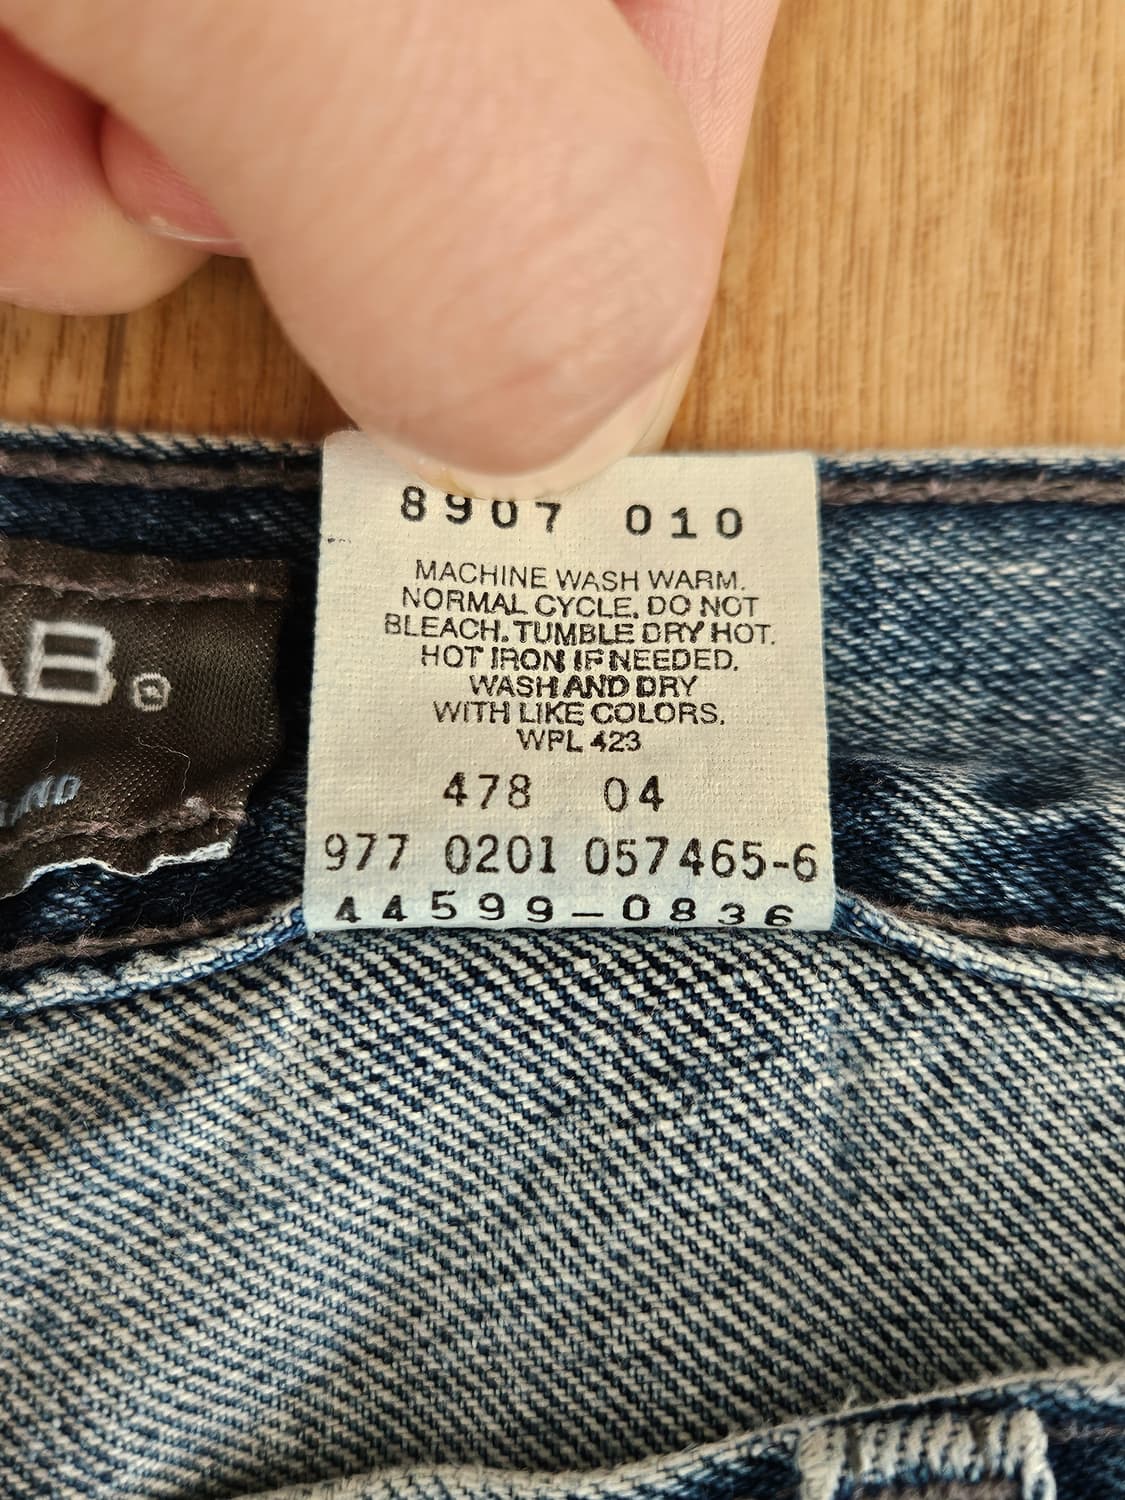 8907 010
MACHINE WASH WARM.
NORMAL CYCLE. DO NOT
BLEACH. TUMBLE DRY HOT.
HOT IRON IF NEEDED.
WASH AND DRY
WITH LIKE COLORS.
WPL 423
478 04
977 0201 057465-6
44599-0836
AB.